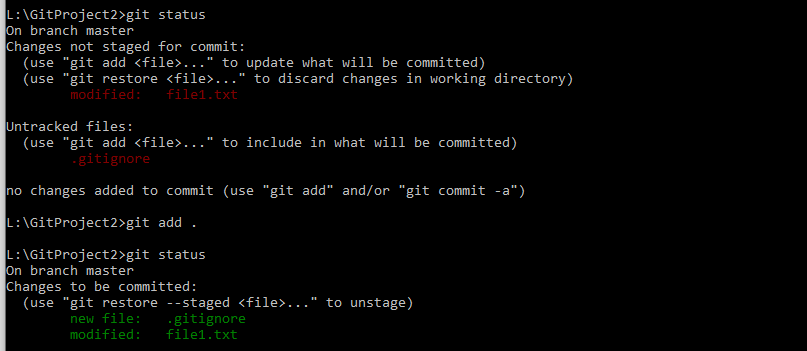 L:\GitProject2>git status
On branch master
Changes not staged for commit:
  (use "git add <file>..." to update what will be committed)
  (use "git restore <file>..." to discard changes in working directory)
        modified:   file1.txt

Untracked files:
  (use "git add <file>..." to include in what will be committed)
        .gitignore

no changes added to commit (use "git add" and/or "git commit -a")

L:\GitProject2>git add .

L:\GitProject2>git status
On branch master
Changes to be committed:
  (use "git restore --staged <file>..." to unstage)
        new file:   .gitignore
        modified:   file1.txt